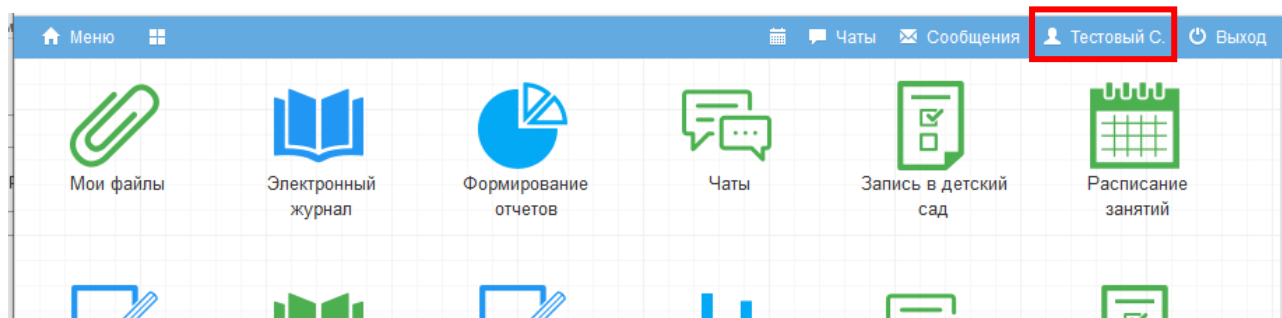 Меню
Чаты
Сообщения
Тестовый С.
Выход
Мои файлы
Электронный
журнал
Формирование
отчетов
Чаты
Запись в детский
сад
Расписание
занятий